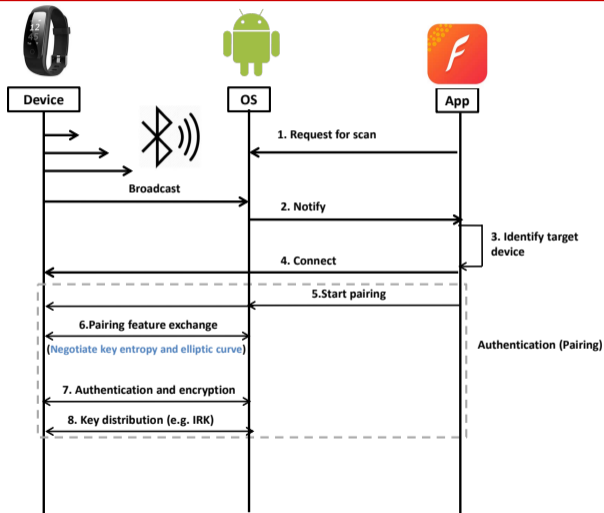 12
Device
OS
App
1. Request for scan
Broadcast
2. Notify
3. Identify target
device
4. Connect
5.Start pairing
6.Pairing feature exchange
(Negotiate key entropy and elliptic curve)
Authentication (Pairing)
7. Authentication and encryption
8. Key distribution (e.g. IRK)